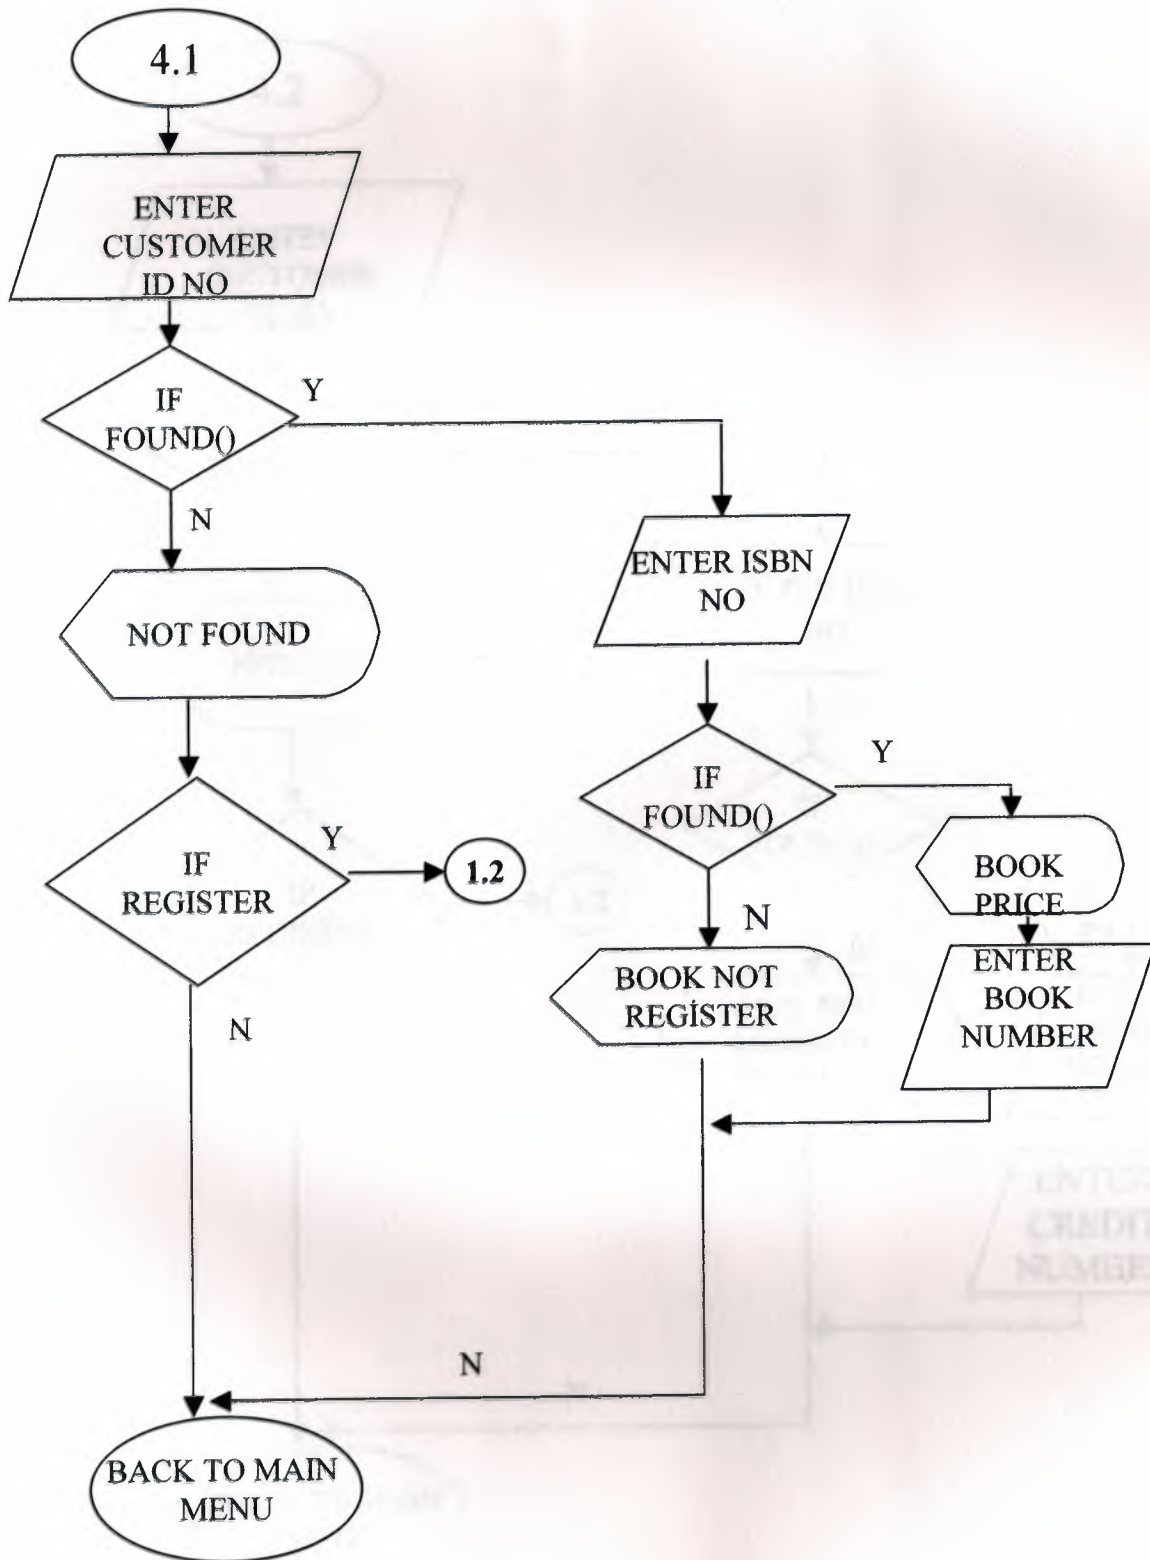 4.1
ENTER
CUSTOMER
ID NO
IF
FOUND()
Y
N
NOT FOUND
IF
REGISTER
Y
1.2
N
ENTER ISBN
NO
IF
FOUND()
Y
N
BOOK
PRICE
ENTER
BOOK
NUMBER
BOOK NOT
REGİSTER
N
BACK TO MAIN
MENU